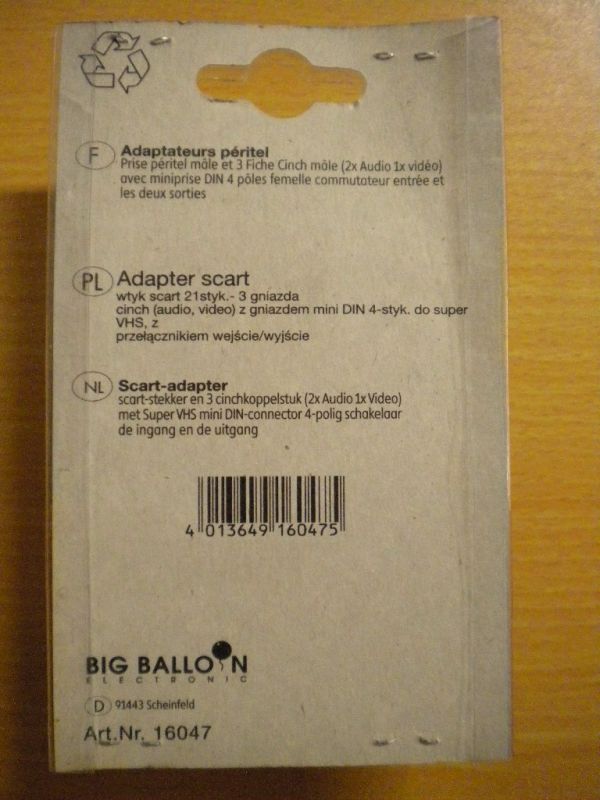 F
Adaptateurs péritel
Prise péritel mâle et 3 Fiche Cinch mâle (2x Audio 1x vidéo)
avec miniprise DIN 4 pôles femelle commutateur entrée et
les deux sorties
PL
Adapter scart
wtyk scart 21styk.- 3 gniazda
cinch (audio, video) z gniazdem mini DIN 4-styk. do super
VHS, z
przełącznikiem wejście/wyjście
NL
Scart-adapter
scart-stekker en 3 cinchkoppelstuk (2x Audio 1x Video)
met Super VHS mini DIN-connector 4-polig schakelaar
de ingang en de uitgang
4 013649 160475
BIG BALLOON
ELECTRONIC
D 91443 Scheinfeld
Art.Nr. 16047